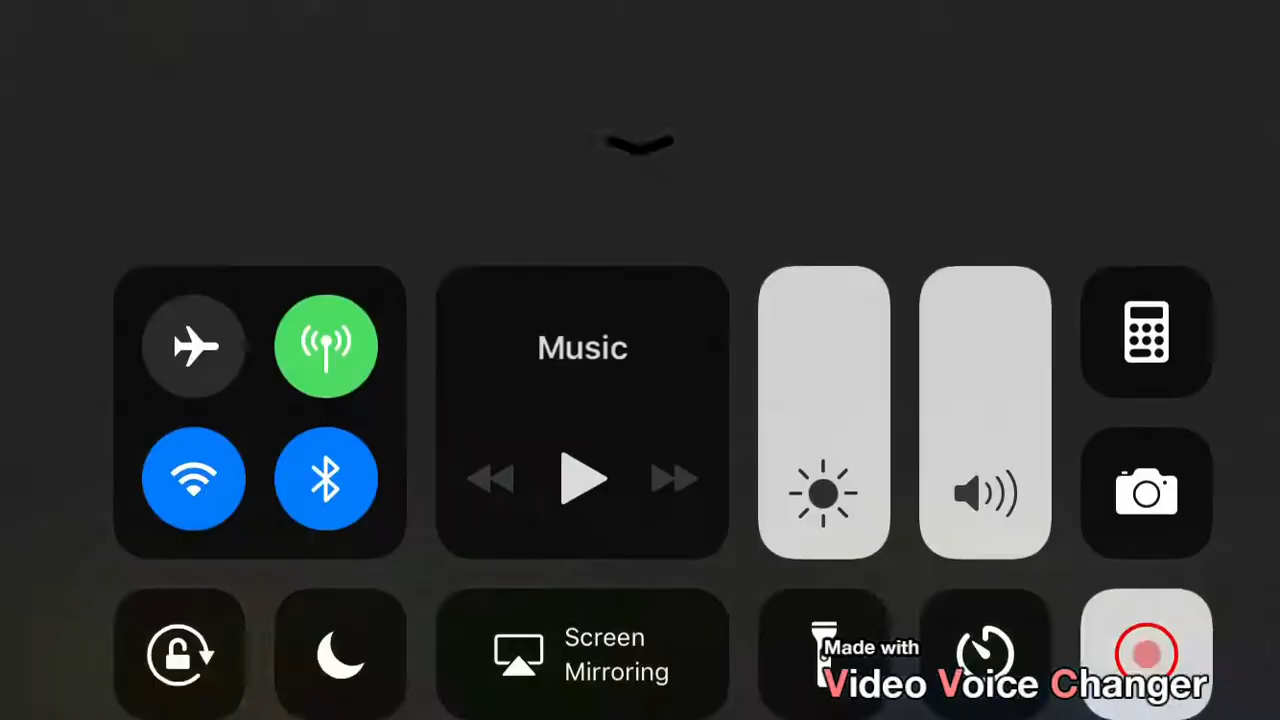 Music
Screen
Mirroring
Made with
Video Voice Changer